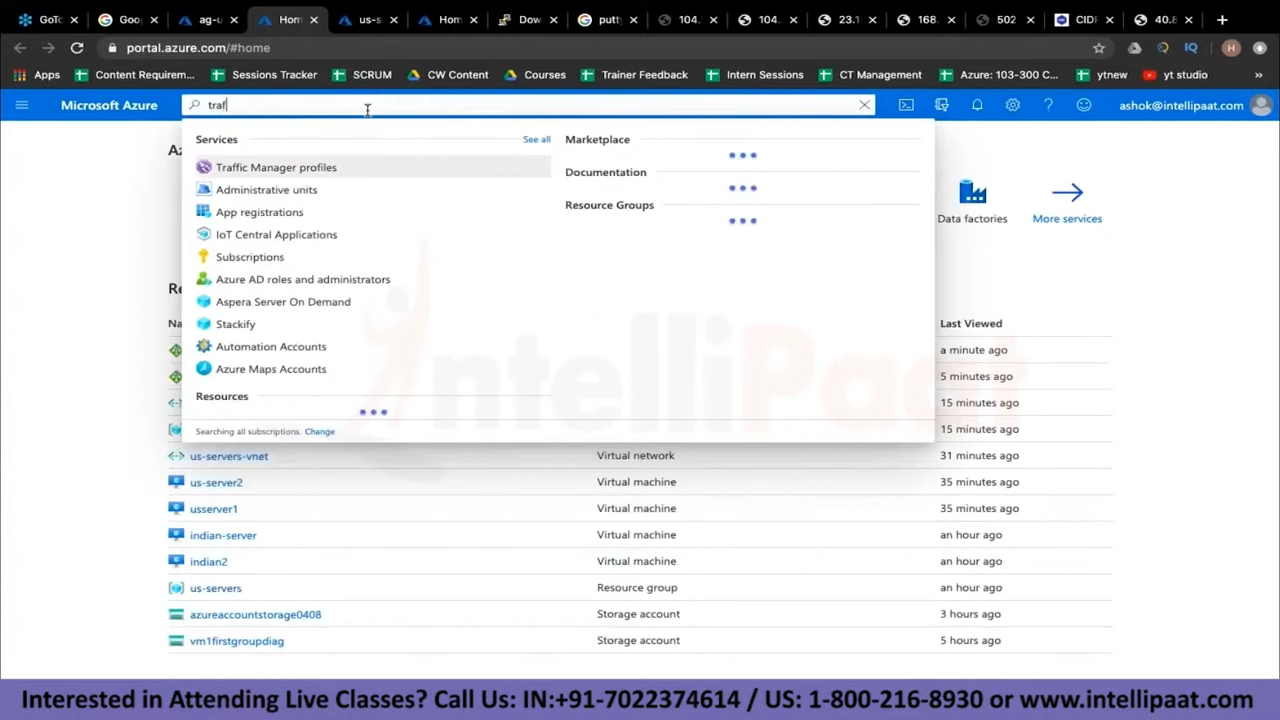 GoTo
Goog
ag-u
Hom
us-s
Hom
Dow
putty
104.
104.
23.1
168.
502
CIDF
40.8
portal.azure.com/#home
H
Apps
Content Requirem...
Sessions Tracker
SCRUM
CW Content
Courses
Trainer Feedback
Intern Sessions
CT Management
Azure: 103-300 C...
ytnew
yt studio
»
Microsoft Azure
traf
ashok@intellipaat.com
Services
See all
Marketplace
Traffic Manager profiles
Documentation
Administrative units
Resource Groups
App registrations
Data factories
More services
IoT Central Applications
Subscriptions
Azure AD roles and administrators
Aspera Server On Demand
Stackify
Last Viewed
Automation Accounts
a minute ago
Azure Maps Accounts
5 minutes ago
Resources
15 minutes ago
Searching all subscriptions. Change
15 minutes ago
us-servers-vnet Virtual network 31 minutes ago
us-server2 Virtual machine 35 minutes ago
usserver1 Virtual machine 35 minutes ago
indian-server Virtual machine an hour ago
indian2 Virtual machine an hour ago
us-servers Resource group an hour ago
azureaccountstorage0408 Storage account 3 hours ago
vm1firstgroupdiag Storage account 5 hours ago
intelliPaat
Interested in Attending Live Classes? Call Us: IN:+91-7022374614 / US: 1-800-216-8930 or www.intellipaat.com